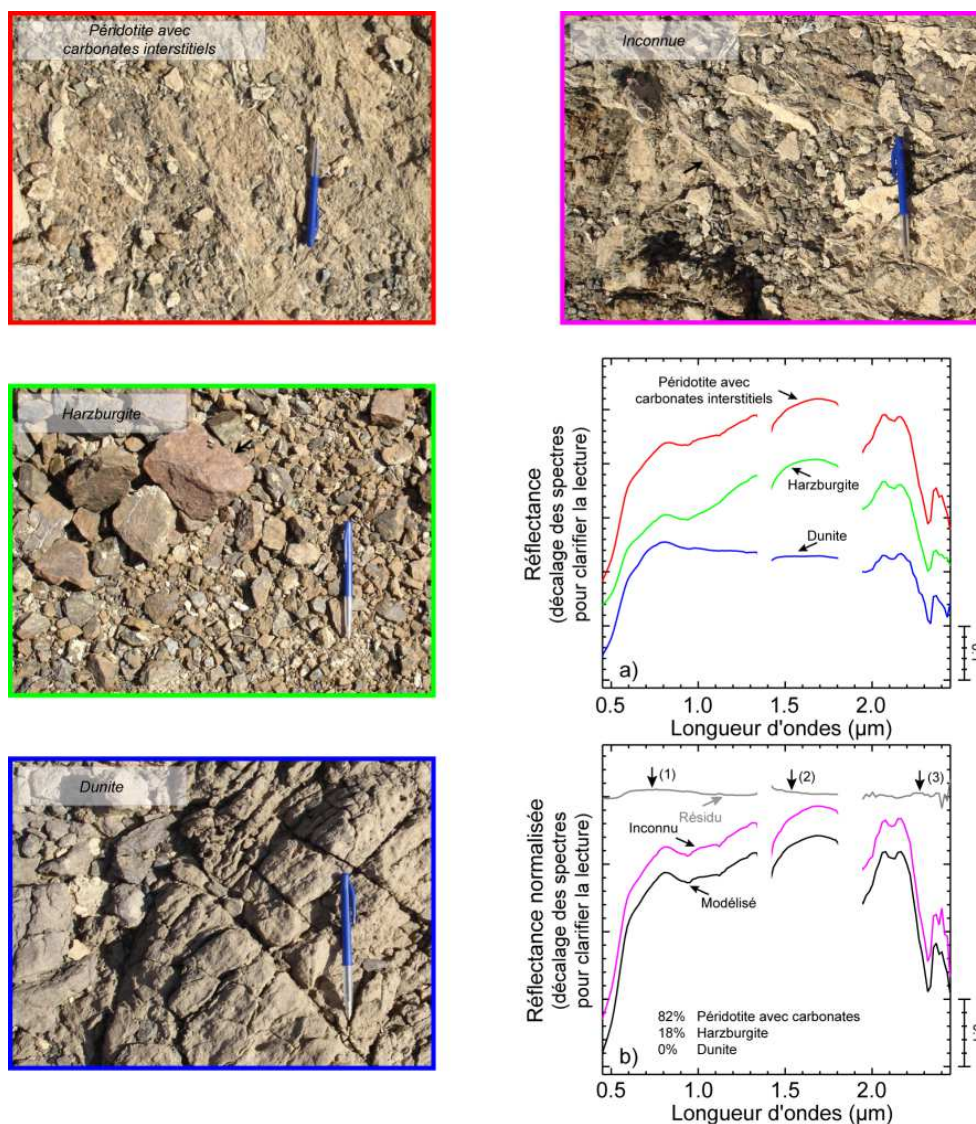 Péridotite avec
carbonates interstitiels
Inconnue
Harzburgite
Dunite
Péridotite avec
carbonates interstitiels
Harzburgite
Dunite
Réflectance
(décalage des spectres
pour clarifier la lecture)
a)
0.5 1.0 1.5 2.0
Longueur d'ondes (µm)
(1)
(2)
(3)
Résidu
Inconnu
Modélisé
Réflectance normalisée
(décalage des spectres
pour clarifier la lecture)
82% Péridotite avec carbonates
18% Harzburgite
0% Dunite
b)
0.5 1.0 1.5 2.0
Longueur d'ondes (µm)